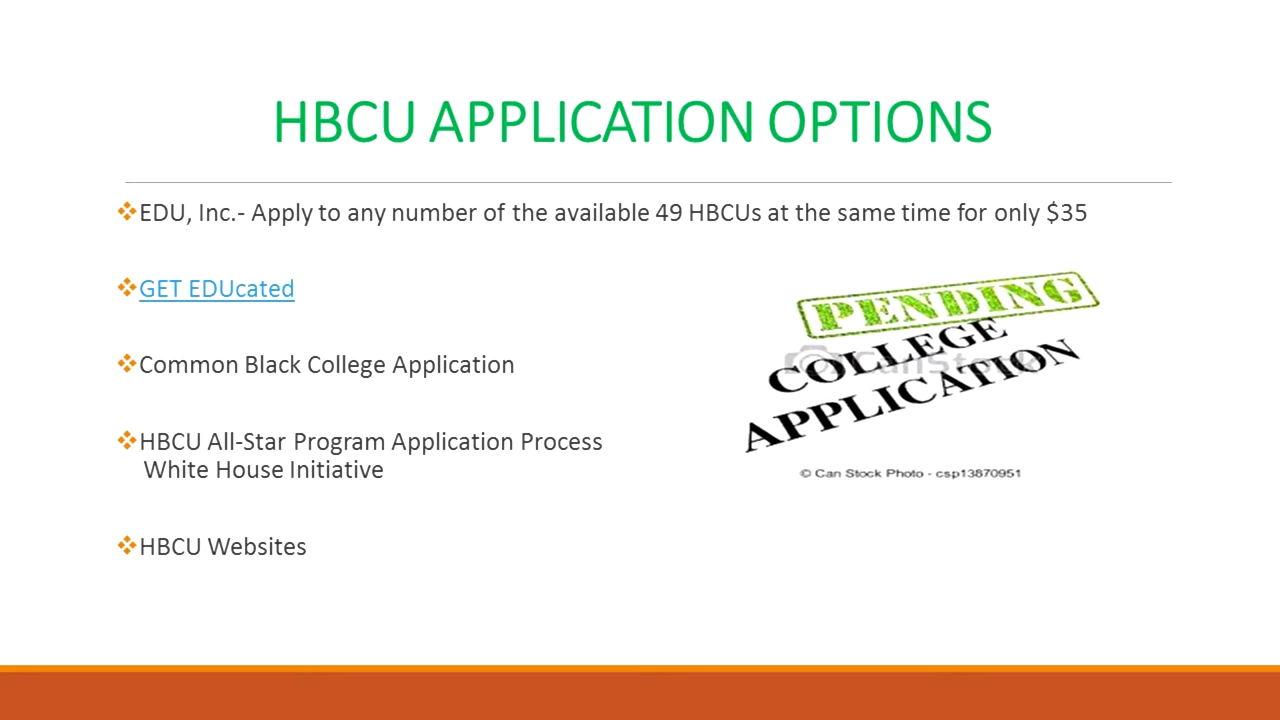 HBCU APPLICATION OPTIONS
EDU, Inc.- Apply to any number of the available 49 HBCUs at the same time for only $35
GET EDUcated
Common Black College Application
HBCU All-Star Program Application Process
White House Initiative
HBCU Websites
PENDING
COLLEGE
APPLICATION
CanStock
© Can Stock Photo - csp13870951